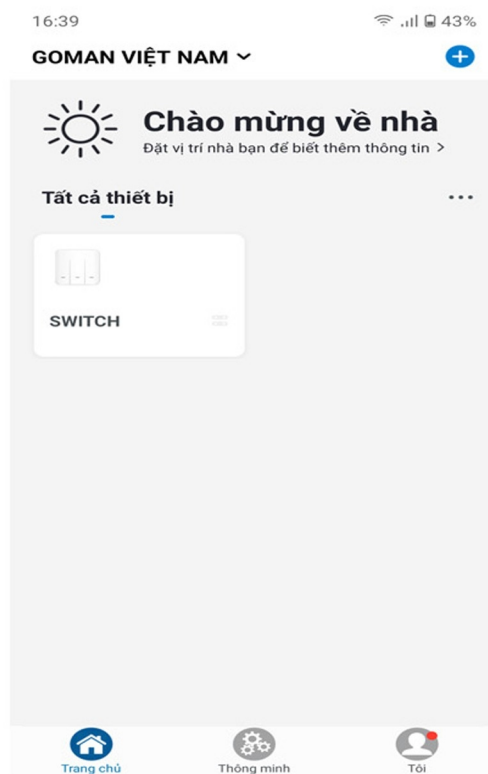 16:39
43%
GOMAN VIỆT NAM
Chào mừng về nhà
Đặt vị trí nhà bạn để biết thêm thông tin >
Tất cả thiết bị
SWITCH
Trang chủ
Thông minh
Tôi